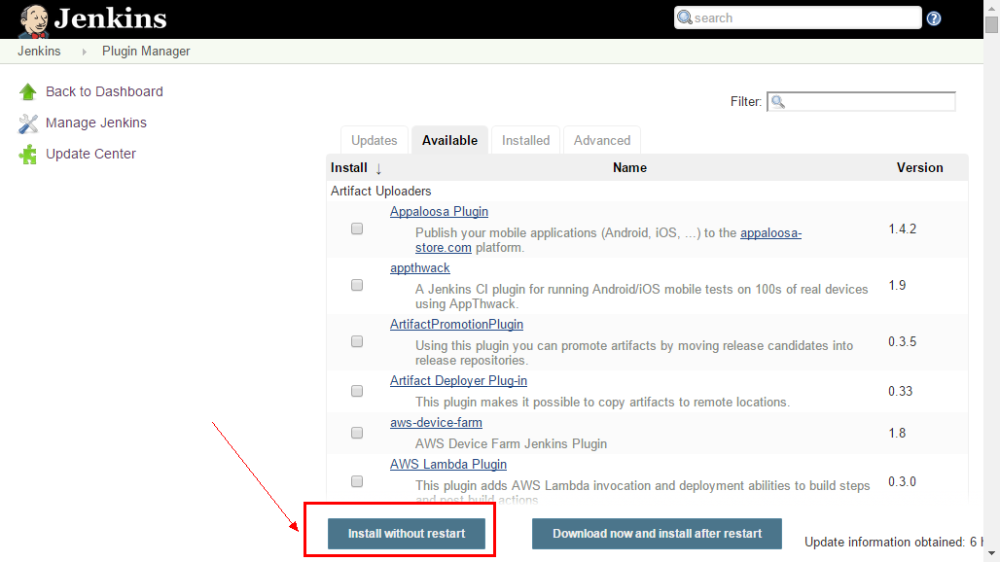 Jenkins
search
Jenkins
Plugin Manager
Back to Dashboard
Manage Jenkins
Update Center
Filter:
Updates
Available
Installed
Advanced
Install ↓
Name
Version
Artifact Uploaders
Appaloosa Plugin
Publish your mobile applications (Android, iOS, ...) to the appaloosa-
store.com platform.
1.4.2
appthwack
A Jenkins CI plugin for running Android/iOS mobile tests on 100s of real devices
using AppThwack.
1.9
ArtifactPromotionPlugin
Using this plugin you can promote artifacts by moving release candidates into
release repositories.
0.3.5
Artifact Deployer Plug-in
This plugin makes it possible to copy artifacts to remote locations.
0.33
aws-device-farm
AWS Device Farm Jenkins Plugin
1.8
AWS Lambda Plugin
This plugin adds AWS Lambda invocation and deployment abilities to build steps
and post build actions.
0.3.0
Install without restart
Download now and install after restart
Update information obtained: 6 h